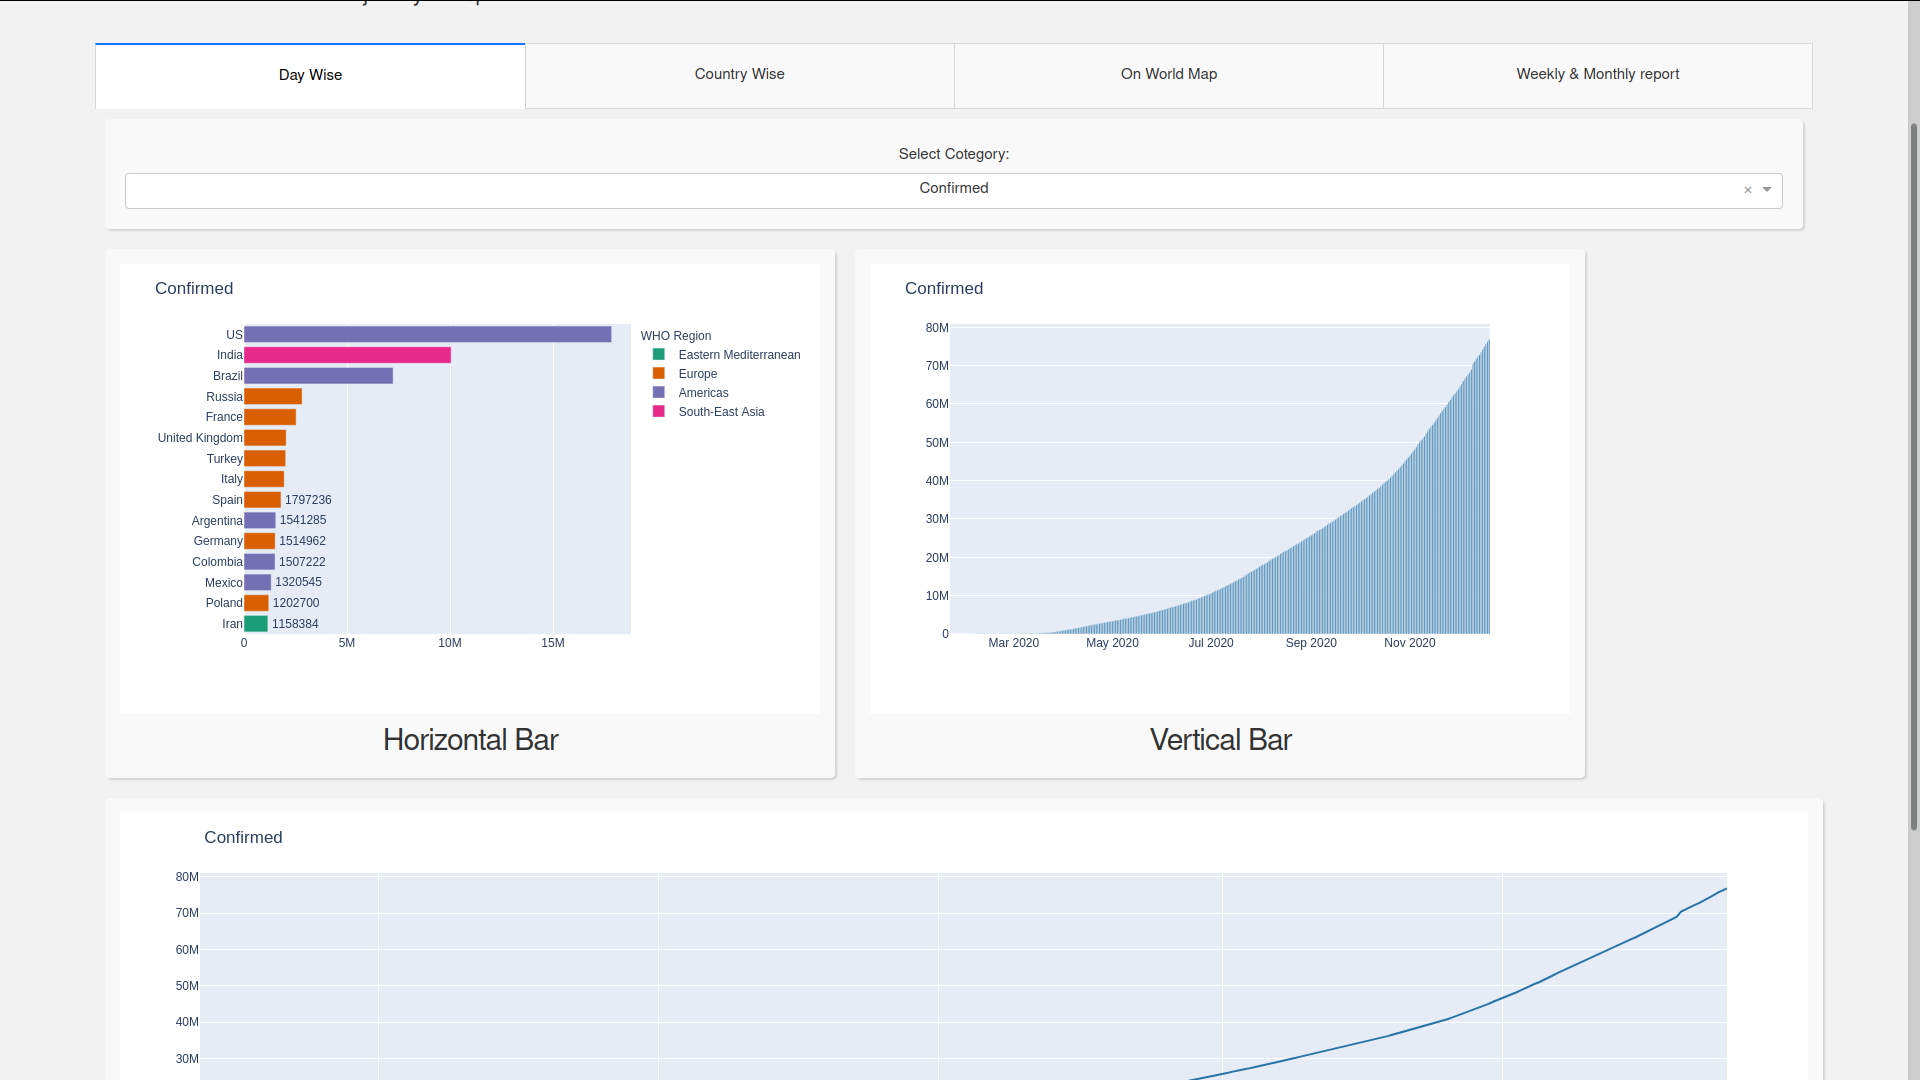 Day Wise
Country Wise
On World Map
Weekly & Monthly report
Select Cotegory:
Confirmed
×
Confirmed
US
India
Brazil
Russia
France
United Kingdom
Turkey
Italy
Spain 1797236
Argentina 1541285
Germany 1514962
Colombia 1507222
Mexico 1320545
Poland 1202700
Iran 1158384
0 5M 10M 15M
WHO Region
Eastern Mediterranean
Europe
Americas
South-East Asia
Horizontal Bar
Confirmed
80M
70M
60M
50M
40M
30M
20M
10M
0
Mar 2020 May 2020 Jul 2020 Sep 2020 Nov 2020
Vertical Bar
Confirmed
80M
70M
60M
50M
40M
30M